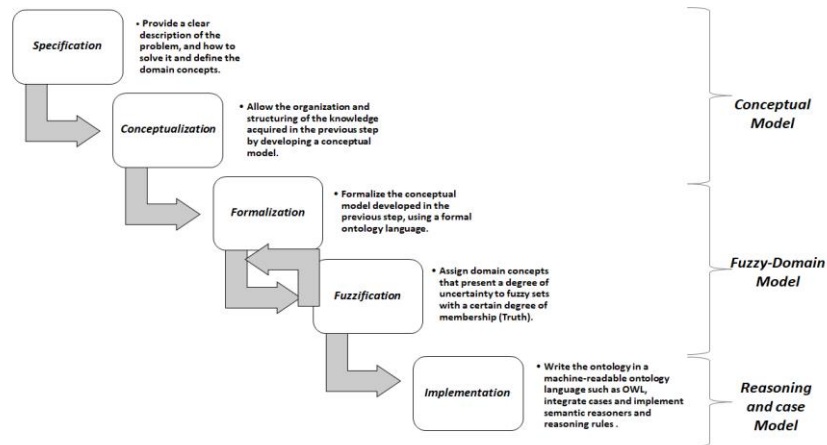 Specification
• Provide a clear
description of the
problem, and how to
solve it and define the
domain concepts.
Conceptualization
• Allow the organization and
structuring of the knowledge
acquired in the previous step
by developing a conceptual
model.
Conceptual
Model
Formalization
• Formalize the conceptual
model developed in the
previous step, using a formal
ontology language.
Fuzzification
• Assign domain concepts
that present a degree of
uncertainty to fuzzy sets
with a certain degree of
membership (Truth).
Fuzzy-Domain
Model
Implementation
• Write the ontology in a
machine-readable ontology
language such as OWL,
integrate cases and implement
semantic reasoners and
reasoning rules .
Reasoning
and case
Model